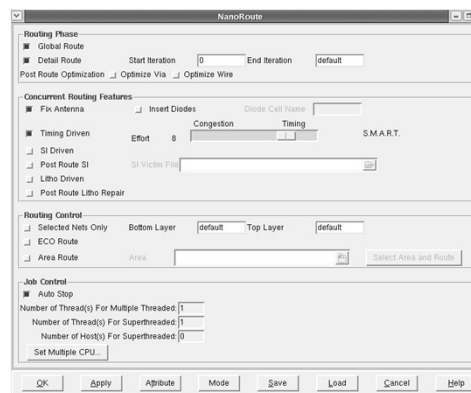 NanoRoute
Routing Phase
Global Route
Detail Route Start Iteration 0 End Iteration default
Post Route Optimization Optimize Via Optimize Wire
Concurrent Routing Features
Fix Antenna Insert Diodes Diode Cell Name
Congestion Timing
Timing Driven Effort 8 S.M.A.R.T.
SI Driven
Post Route SI SI Victim File
Litho Driven
Post Route Litho Repair
Routing Control
Selected Nets Only Bottom Layer default Top Layer default
ECO Route
Area Route Area Select Area and Route
Job Control
Auto Stop
Number of Thread(s) For Multiple Threaded: 1
Number of Thread(s) For Superthreaded: 1
Number of Host(s) For Superthreaded: 0
Set Multiple CPU...
OK Apply Attribute Mode Save Load Cancel Help